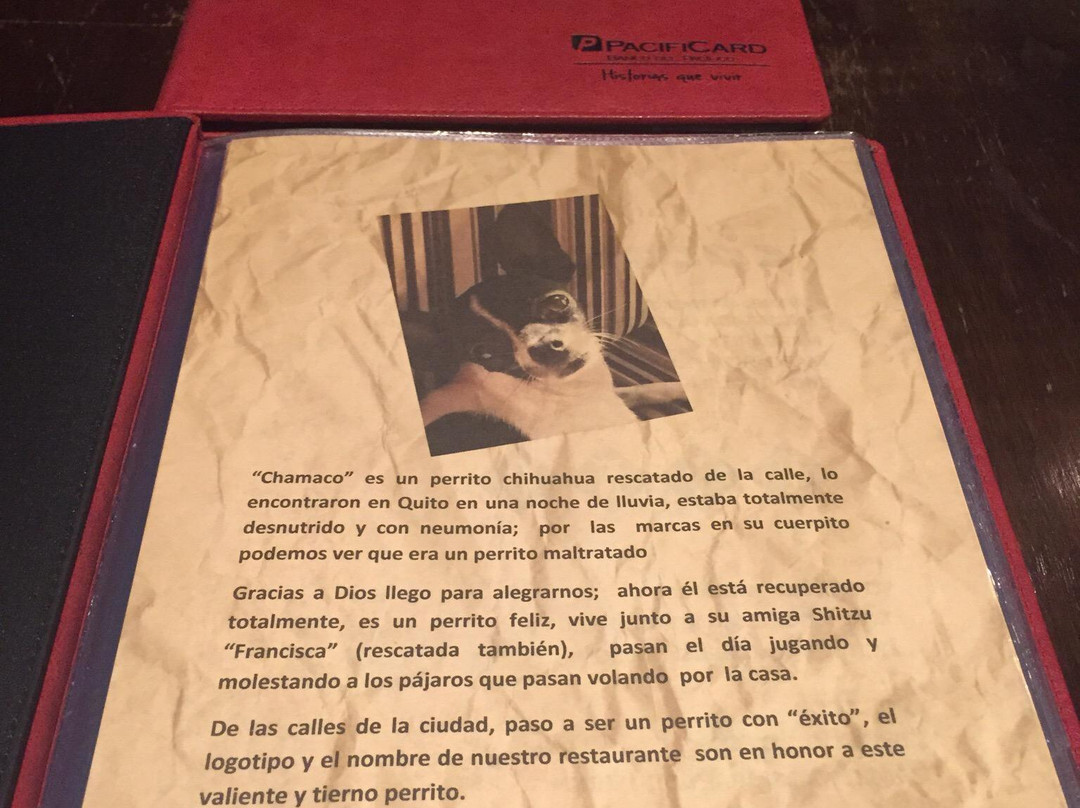 PACIFICARD
BANCO DEL PACIFICO
Historias que vivir
“Chamaco” es un perrito chihuahua rescatado de la calle, lo
encontraron en Quito en una noche de lluvia, estaba totalmente
desnutrido y con neumonía; por las marcas en su cuerpito
podemos ver que era un perrito maltratado
Gracias a Dios llego para alegrarnos; ahora él está recuperado
totalmente, es un perrito feliz, vive junto a su amiga Shitzu
“Francisca” (rescatada también), pasan el día jugando y
molestando a los pájaros que pasan volando por la casa.
De las calles de la ciudad, paso a ser un perrito con “éxito”, el
logotipo y el nombre de nuestro restaurante son en honor a este
valiente y tierno perrito.